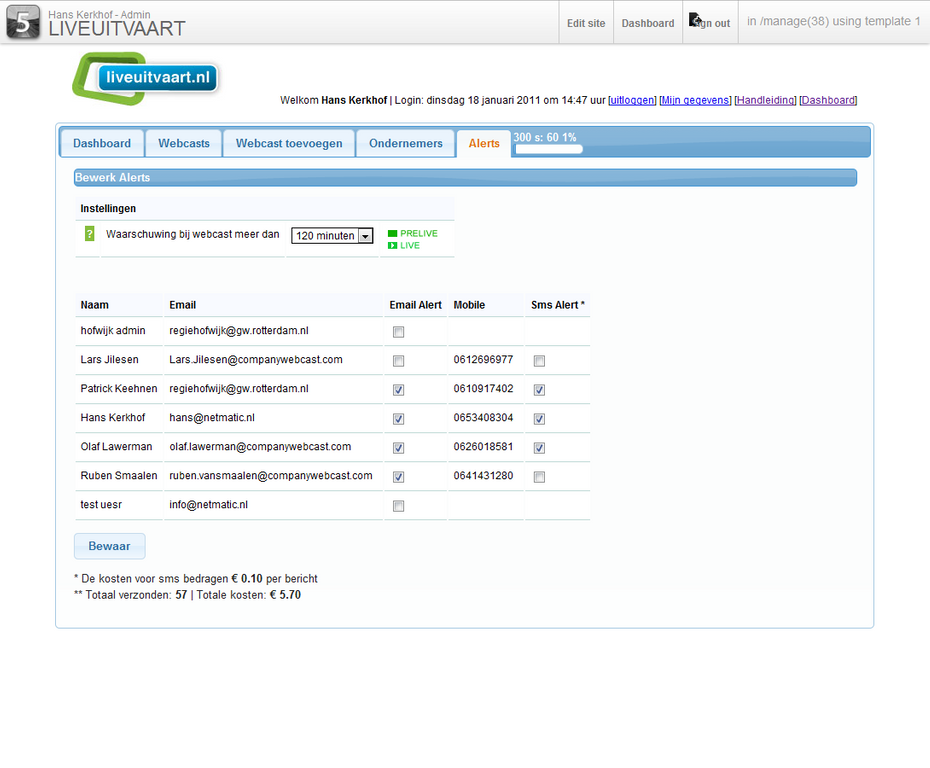 5 Hans Kerkhof - Admin
LIVEUITVAART
Edit site Dashboard gn out in /manage(38) using template 1
liveuitvaart.nl
Welkom Hans Kerkhof | Login: dinsdag 18 januari 2011 om 14:47 uur [uitloggen] [Mijn gegevens] [Handleiding] [Dashboard]
Dashboard Webcasts Webcast toevoegen Ondernemers Alerts 300 s: 60 1%
Bewerk Alerts
Instellingen
? Waarschuwing bij webcast meer dan 120 minuten PRELIVE
LIVE
Naam Email Email Alert Mobile Sms Alert *
hofwijk admin regiehofwijk@gw.rotterdam.nl
Lars Jilesen Lars.Jilesen@companywebcast.com 0612696977
Patrick Keehnen regiehofwijk@gw.rotterdam.nl 0610917402
Hans Kerkhof hans@netmatic.nl 0653408304
Olaf Lawerman olaf.lawerman@companywebcast.com 0626018581
Ruben Smaalen ruben.vansmaalen@companywebcast.com 0641431280
test uesr info@netmatic.nl
Bewaar
* De kosten voor sms bedragen € 0.10 per bericht
** Totaal verzonden: 57 | Totale kosten: € 5.70